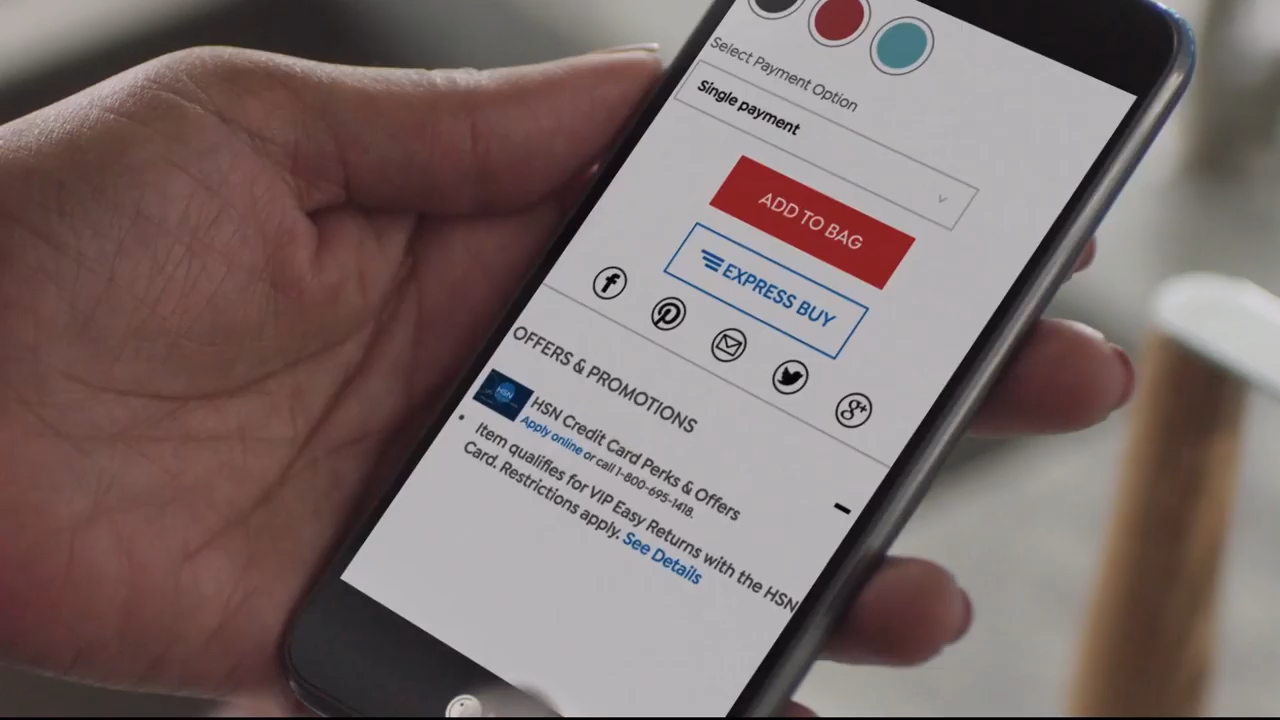 Select Payment Option
Single payment
ADD TO BAG
EXPRESS BUY
OFFERS & PROMOTIONS
HSN
HSN Credit Card Perks & Offers
Apply online or call 1-800-695-1418.
Item qualifies for VIP Easy Returns with the HSN
Card. Restrictions apply. See Details